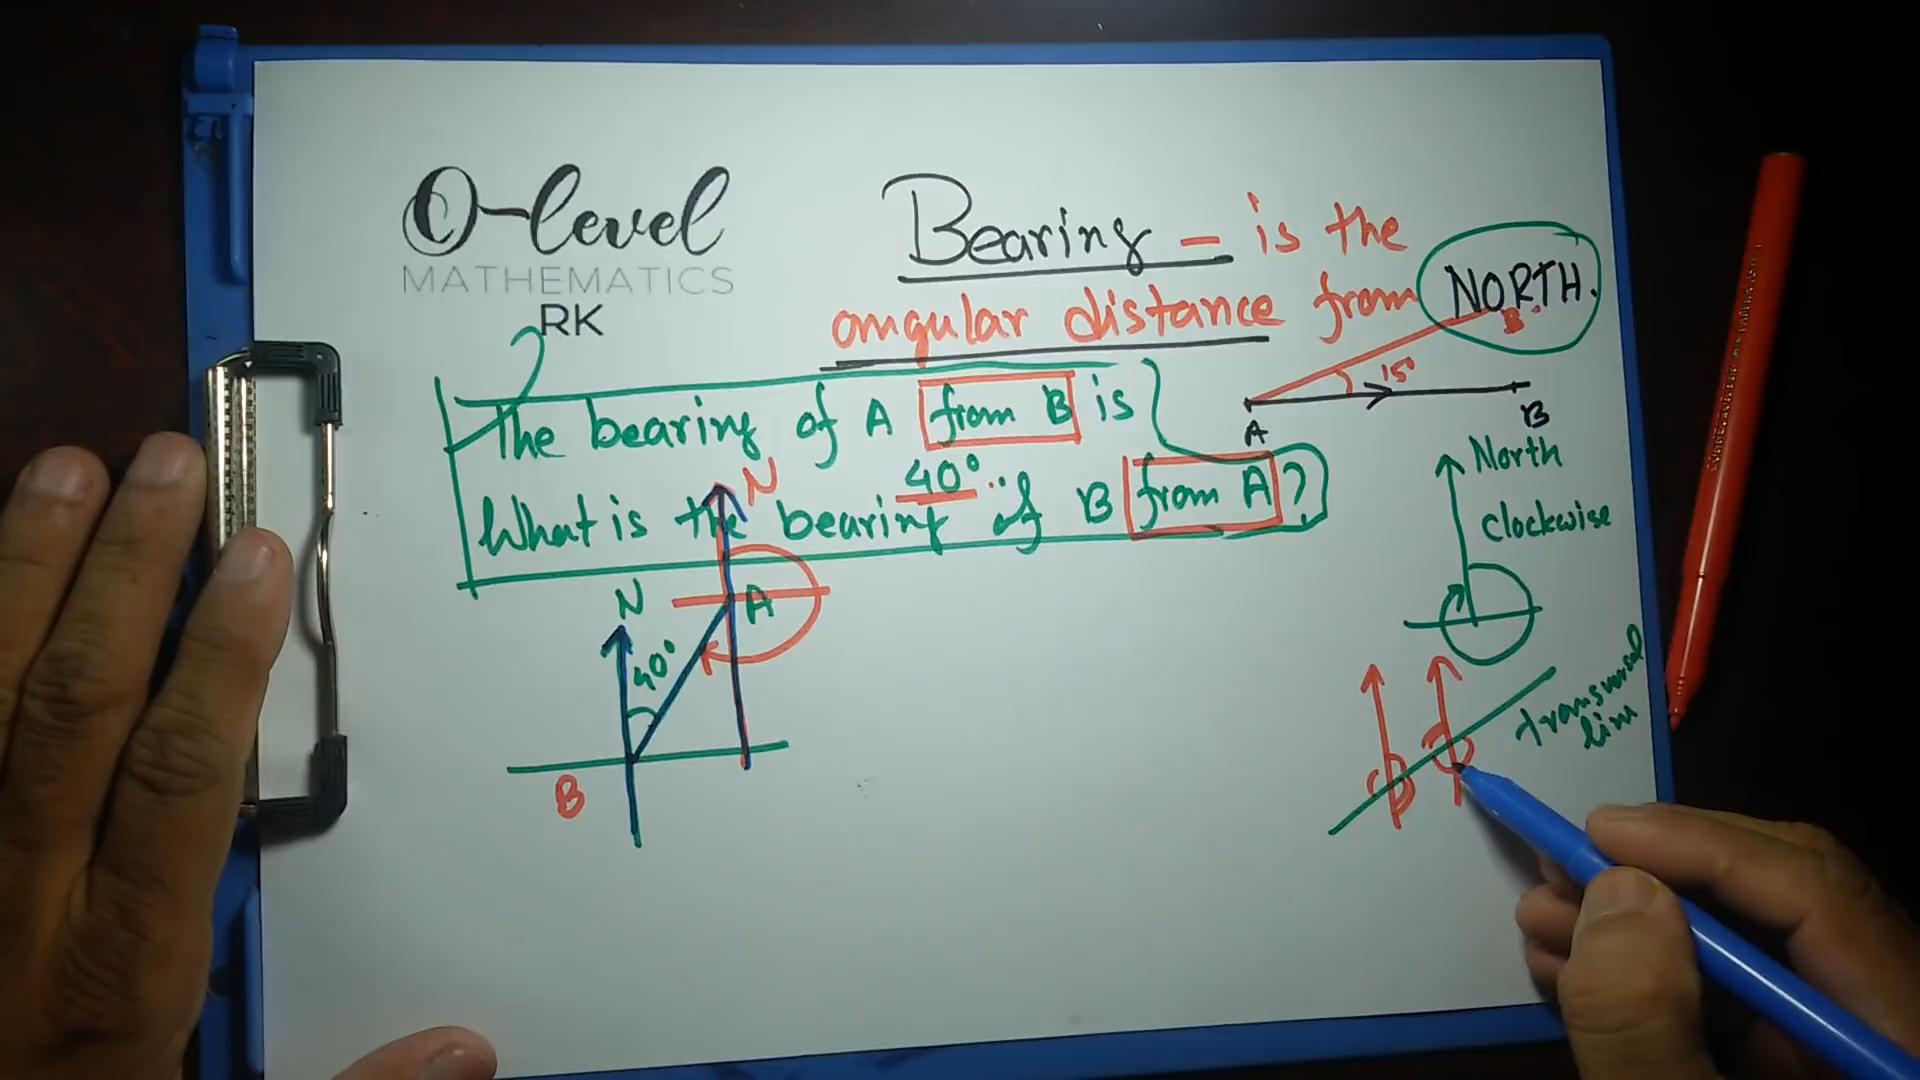 O-level
MATHEMATICS
RK
Bearing - is the
angular distance from NORTH.
The bearing of A from B is
40°..
What is the bearing of B from A?
B
15°
A
B
North
clockwise
N
N
A
40°
B
transversal
line